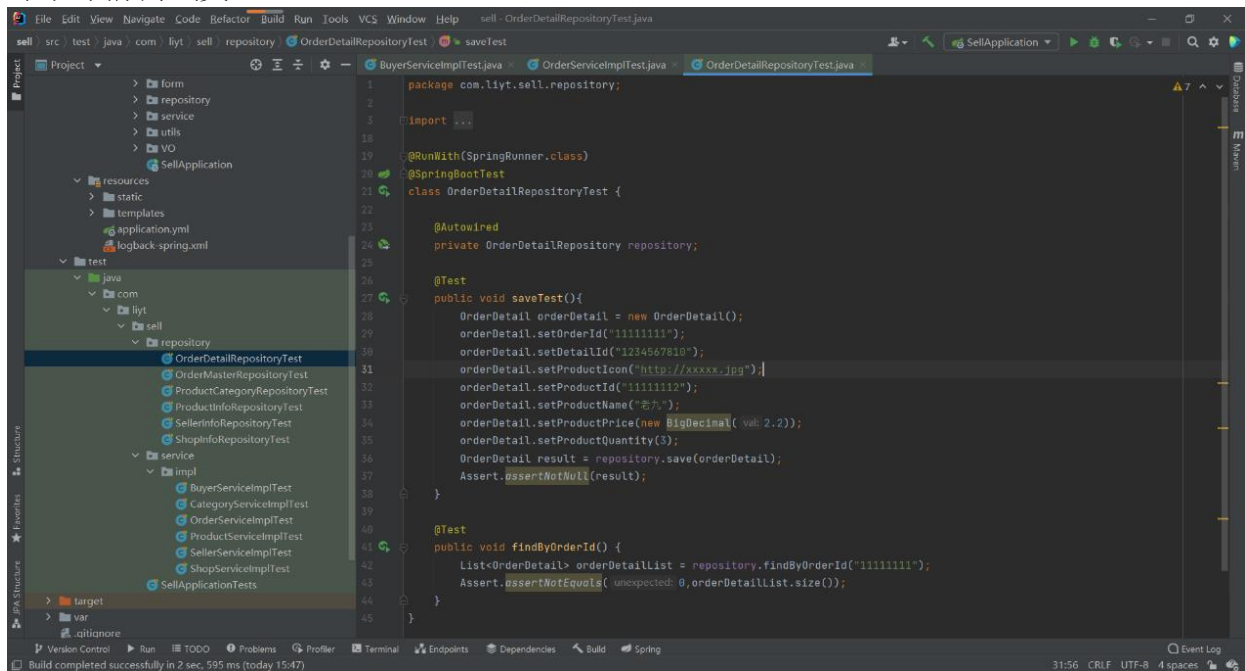 File Edit View Navigate Code Refactor Build Run Tools VCS Window Help sell - OrderDetailRepositoryTest.java
sell src test java com liyt sell repository OrderDetailRepositoryTest saveTest
SellApplication
Project
BuyerServiceImplTest.java OrderServiceImplTest.java OrderDetailRepositoryTest.java
form
repository
service
utils
VO
SellApplication
resources
static
templates
application.yml
logback-spring.xml
test
java
com
liyt
sell
repository
OrderDetailRepositoryTest
OrderMasterRepositoryTest
ProductCategoryRepositoryTest
ProductInfoRepositoryTest
SellerInfoRepositoryTest
ShopInfoRepositoryTest
service
impl
BuyerServiceImplTest
CategoryServiceImplTest
OrderServiceImplTest
ProductServiceImplTest
SellerServiceImplTest
ShopServiceImplTest
SellApplicationTests
target
var
.gitignore
1 package com.liyt.sell.repository;
2
3 import ...
18
19 @RunWith(SpringRunner.class)
20 @SpringBootTest
21 class OrderDetailRepositoryTest {
22
23 @Autowired
24 private OrderDetailRepository repository;
25
26 @Test
27 public void saveTest(){
28 OrderDetail orderDetail = new OrderDetail();
29 orderDetail.setOrderId("11111111");
30 orderDetail.setDetailId("1234567810");
31 orderDetail.setProductIcon("http://xxxxx.jpg");
32 orderDetail.setProductId("11111112");
33 orderDetail.setProductName("老九");
34 orderDetail.setProductPrice(new BigDecimal( val: 2.2));
35 orderDetail.setProductQuantity(3);
36 OrderDetail result = repository.save(orderDetail);
37 Assert.assertNotNull(result);
38 }
39
40 @Test
41 public void findByOrderId() {
42 List<OrderDetail> orderDetailList = repository.findByOrderId("11111111");
43 Assert.assertNotEquals( unexpected: 0,orderDetailList.size());
44 }
45 }
7
Project
Structure
Favorites
JPA Structure
Database
Maven
Version Control Run TODO Problems Profiler Terminal Endpoints Dependencies Build Spring Event Log
Build completed successfully in 2 sec, 595 ms (today 15:47) 31:56 CRLF UTF-8 4 spaces